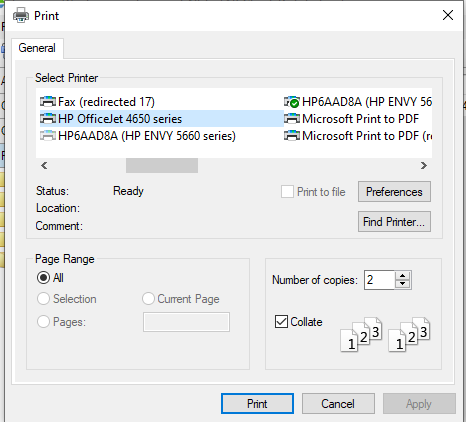 Print
General
Select Printer
Fax (redirected 17)
HP OfficeJet 4650 series
HP6AAD8A (HP ENVY 5660 series)
HP6AAD8A (HP ENVY 56
Microsoft Print to PDF
Microsoft Print to PDF (r
Status: Ready
Print to file
Preferences
Location:
Comment:
Find Printer...
Page Range
All
Selection
Current Page
Pages:
Number of copies: 2
Collate
1 2 3 1 2 3
Print
Cancel
Apply